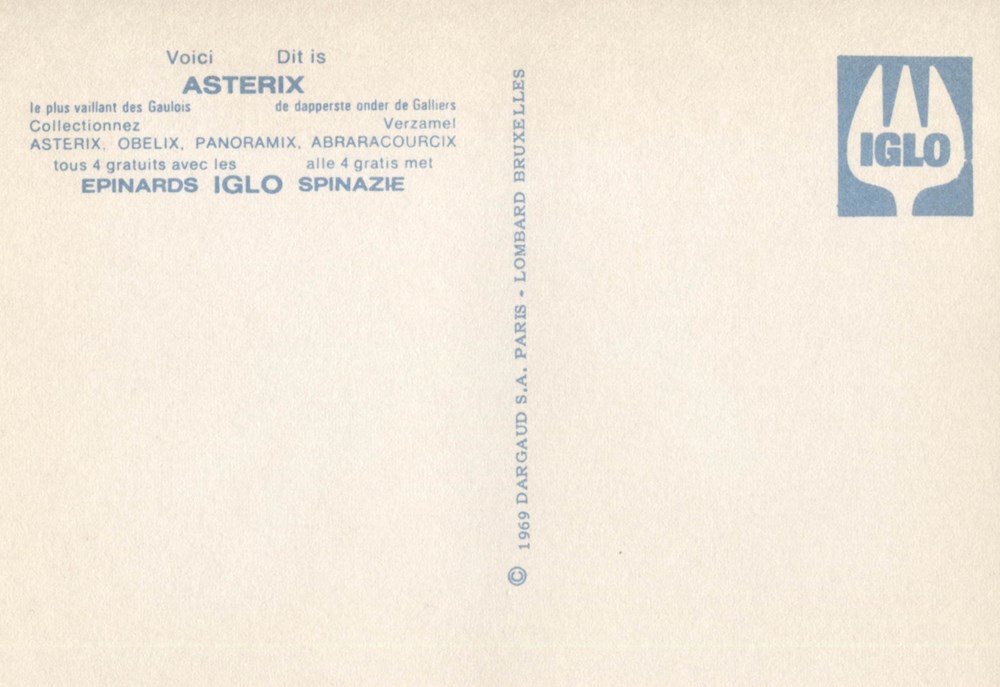 Voici Dit is
ASTERIX
le plus vaillant des Gaulois de dapperste onder de Galliers
Collectionnez Verzamel
ASTERIX, OBELIX, PANORAMIX, ABRARACOURCIX
tous 4 gratuits avec les alle 4 gratis met
EPINARDS IGLO SPINAZIE
© 1969 DARGAUD S.A. PARIS - LOMBARD BRUXELLES
IGLO